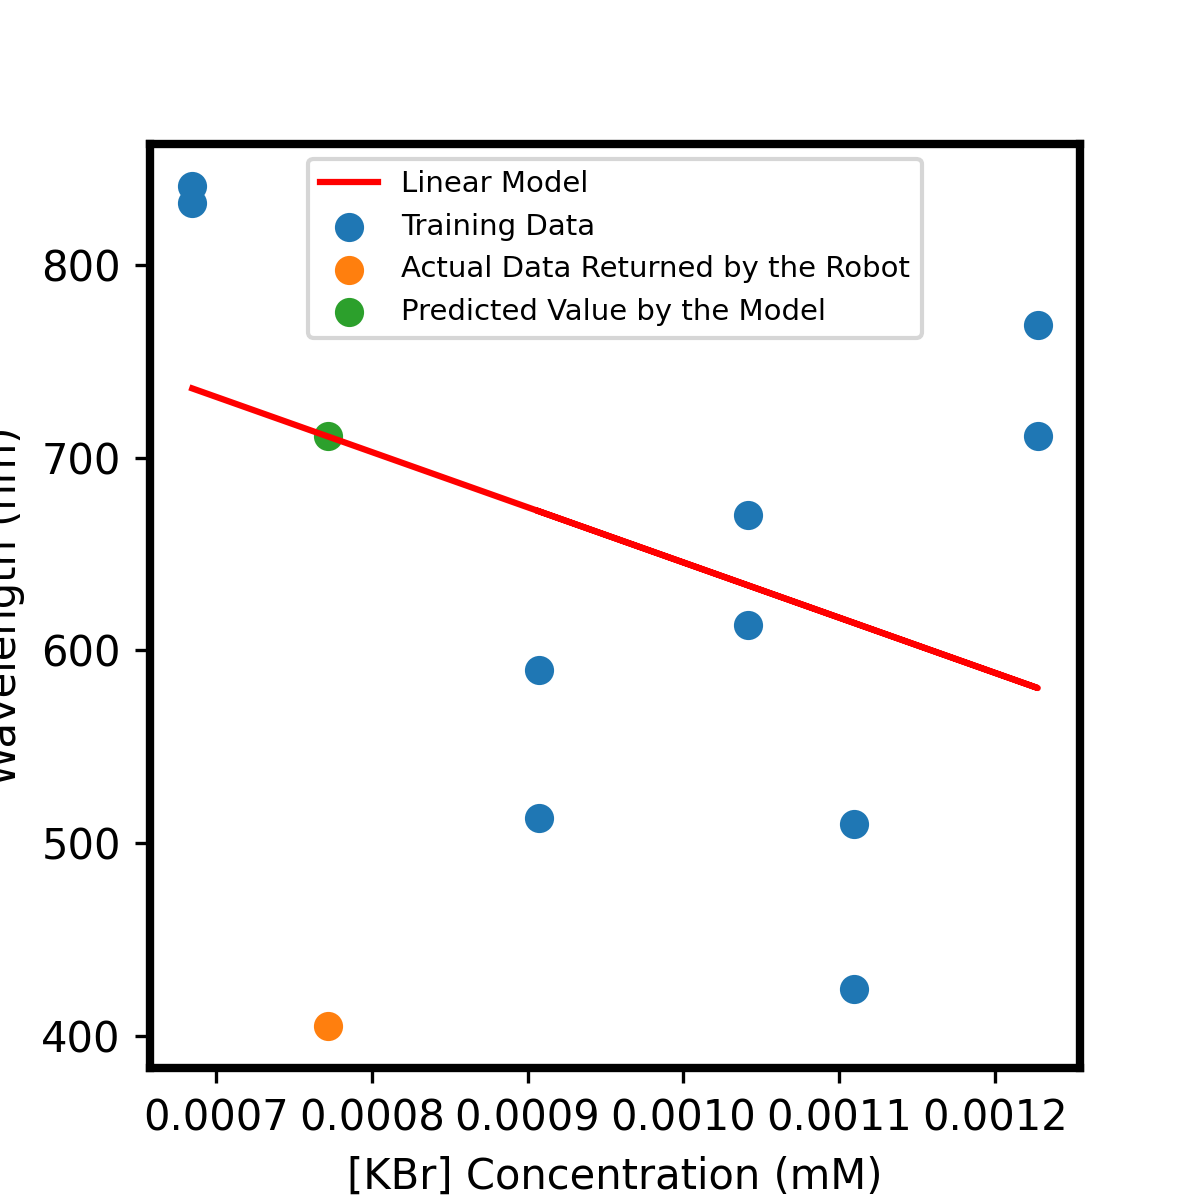 Linear Model
Training Data
Actual Data Returned by the Robot
Predicted Value by the Model
800
700
600
500
400
Wavelength (nm)
0.0007 0.0008 0.0009 0.0010 0.0011 0.0012
[KBr] Concentration (mM)